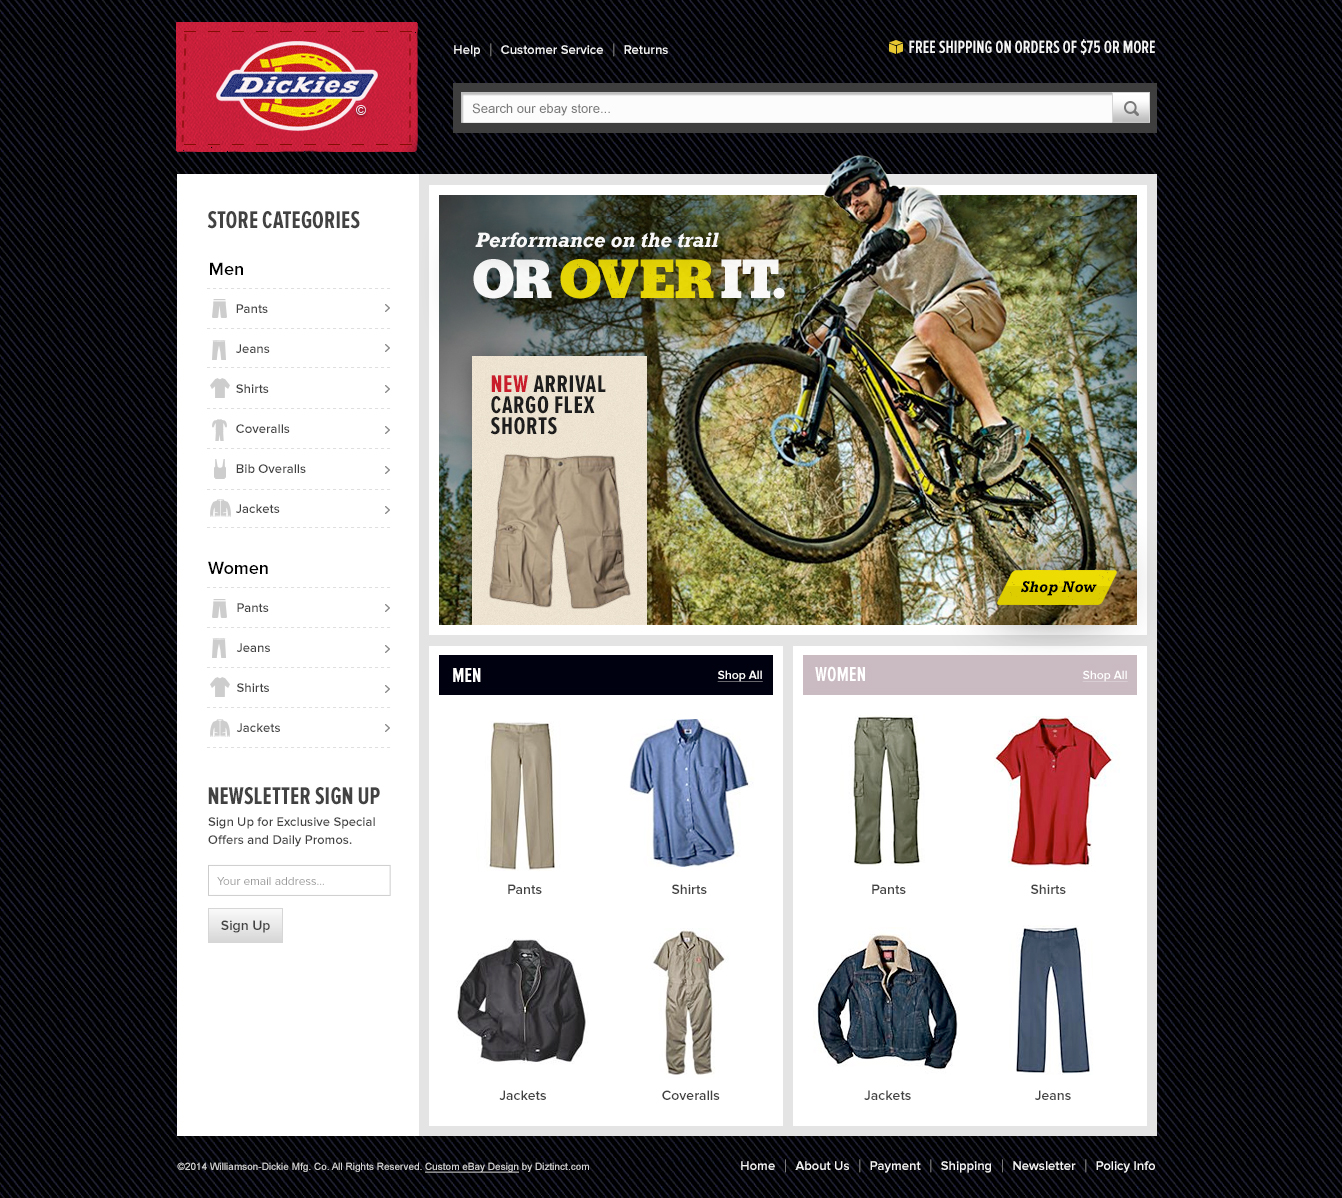 Dickies
©
Help | Customer Service | Returns
FREE SHIPPING ON ORDERS OF $75 OR MORE
Search our ebay store...
STORE CATEGORIES
Men
Pants
Jeans
Shirts
Coveralls
Bib Overalls
Jackets
Women
Pants
Jeans
Shirts
Jackets
NEWSLETTER SIGN UP
Sign Up for Exclusive Special
Offers and Daily Promos.
Your email address...
Sign Up
Performance on the trail
OR OVER IT.
NEW ARRIVAL
CARGO FLEX
SHORTS
Shop Now
MEN
Shop All
Pants
Shirts
Jackets
Coveralls
WOMEN
Shop All
Pants
Shirts
Jackets
Jeans
©2014 Williamson-Dickie Mfg. Co. All Rights Reserved. Custom eBay Design by Diztinct.com
Home | About Us | Payment | Shipping | Newsletter | Policy Info